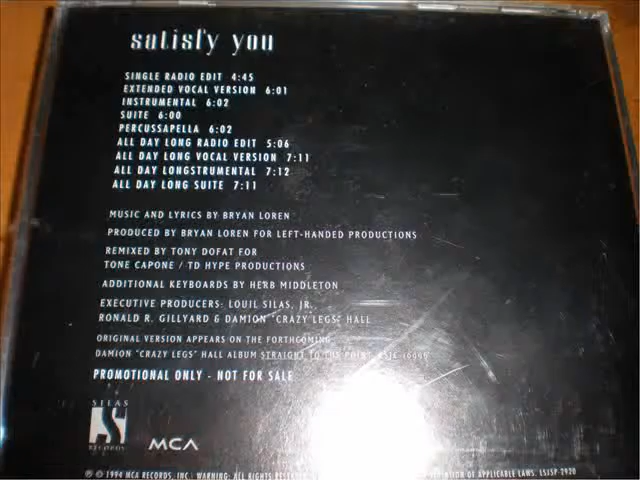 satisfy you
SINGLE RADIO EDIT 4:45
EXTENDED VOCAL VERSION 6:01
INSTRUMENTAL 6:02
SUITE 6:00
PERCUSSAPELLA 6:02
ALL DAY LONG RADIO EDIT 5:06
ALL DAY LONG VOCAL VERSION 7:11
ALL DAY LONGSTRUMENTAL 7:12
ALL DAY LONG SUITE 7:11
MUSIC AND LYRICS BY BRYAN LOREN
PRODUCED BY BRYAN LOREN FOR LEFT-HANDED PRODUCTIONS
REMIXED BY TONY DOFAT FOR
TONE CAPONE / TD HYPE PRODUCTIONS
ADDITIONAL KEYBOARDS BY HERB MIDDLETON
EXECUTIVE PRODUCERS: LOUIL SILAS, JR.
RONALD R. GILLYARD & DAMION "CRAZY LEGS" HALL
ORIGINAL VERSION APPEARS ON THE FORTHCOMING
DAMION "CRAZY LEGS" HALL ALBUM STRAIGHT TO THE POINT
PROMOTIONAL ONLY - NOT FOR SALE
SILAS
RECORDS
MCA
℗ © 1994 MCA RECORDS, INC. WARNING: ALL RIGHTS OF APPLICABLE LAWS. L5J5P-2920